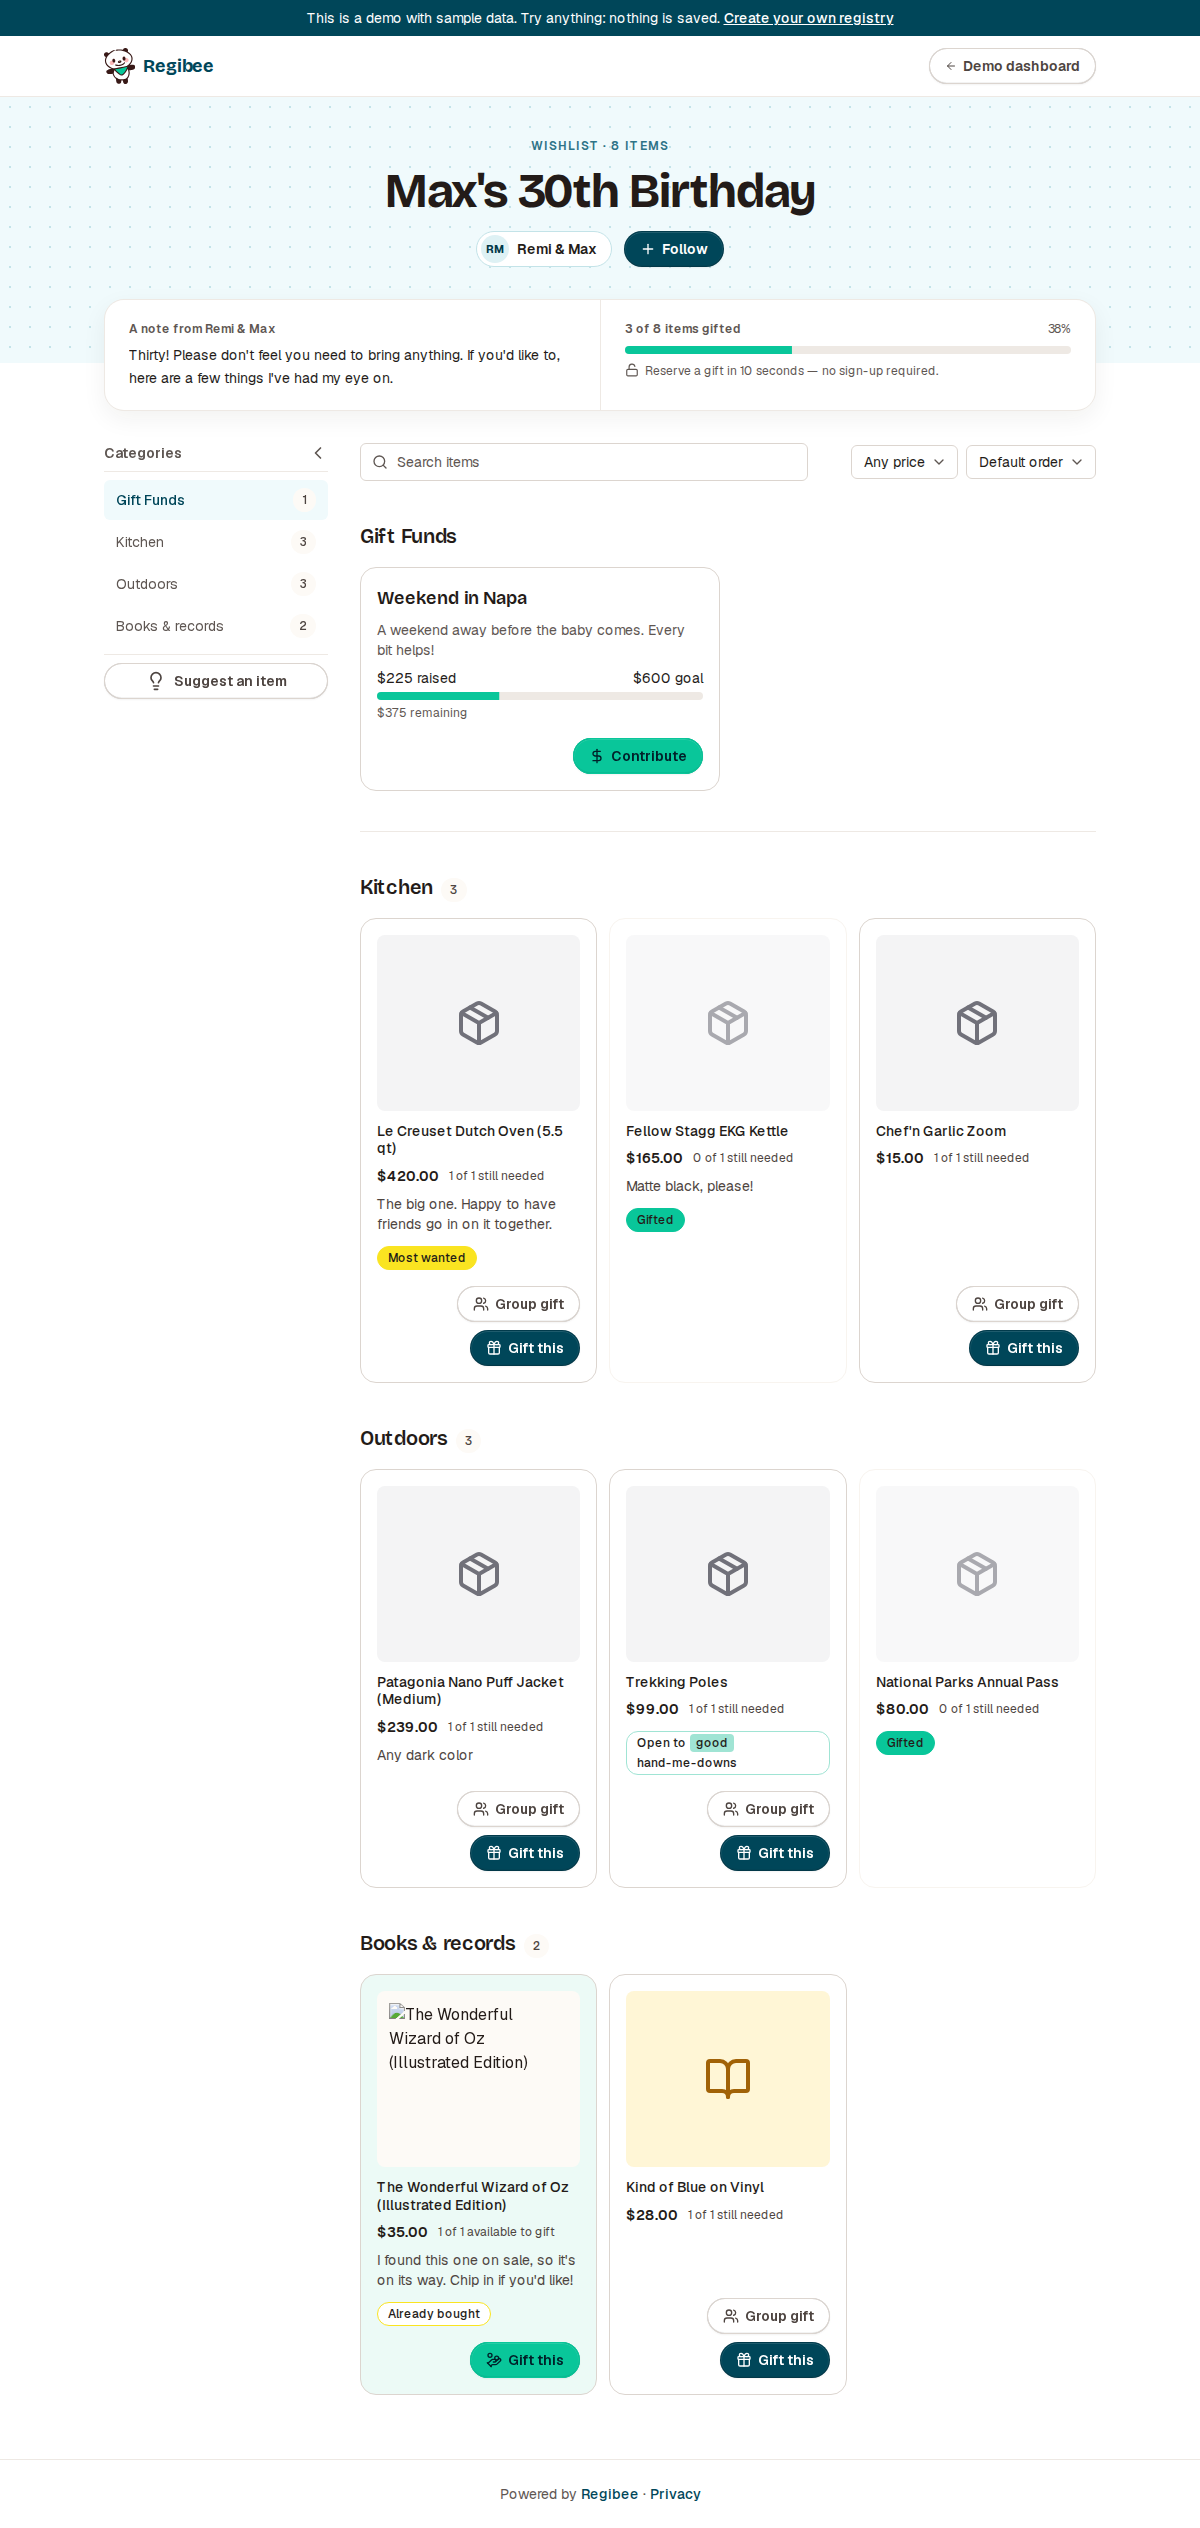 This is a demo with sample data. Try anything: nothing is saved. Create your own registry
Regibee
Demo dashboard
WISHLIST · 8 ITEMS
Max's 30th Birthday
RM Remi & Max
Follow
A note from Remi & Max
Thirty! Please don't feel you need to bring anything. If you'd like to,
here are a few things I've had my eye on.
3 of 8 items gifted 38%
Reserve a gift in 10 seconds — no sign-up required.
Categories
Gift Funds 1
Kitchen 3
Outdoors 3
Books & records 2
Suggest an item
Search items
Any price
Default order
Gift Funds
Weekend in Napa
A weekend away before the baby comes. Every
bit helps!
$225 raised $600 goal
$375 remaining
Contribute
Kitchen 3
Le Creuset Dutch Oven (5.5
qt)
$420.00 1 of 1 still needed
The big one. Happy to have
friends go in on it together.
Most wanted
Group gift
Gift this
Fellow Stagg EKG Kettle
$165.00 0 of 1 still needed
Matte black, please!
Gifted
Chef'n Garlic Zoom
$15.00 1 of 1 still needed
Group gift
Gift this
Outdoors 3
Patagonia Nano Puff Jacket
(Medium)
$239.00 1 of 1 still needed
Any dark color
Group gift
Gift this
Trekking Poles
$99.00 1 of 1 still needed
Open to good
hand-me-downs
Group gift
Gift this
National Parks Annual Pass
$80.00 0 of 1 still needed
Gifted
Books & records 2
The Wonderful
Wizard of Oz
(Illustrated Edition)
The Wonderful Wizard of Oz
(Illustrated Edition)
$35.00 1 of 1 available to gift
I found this one on sale, so it's
on its way. Chip in if you'd like!
Already bought
Gift this
Kind of Blue on Vinyl
$28.00 1 of 1 still needed
Group gift
Gift this
Powered by Regibee · Privacy